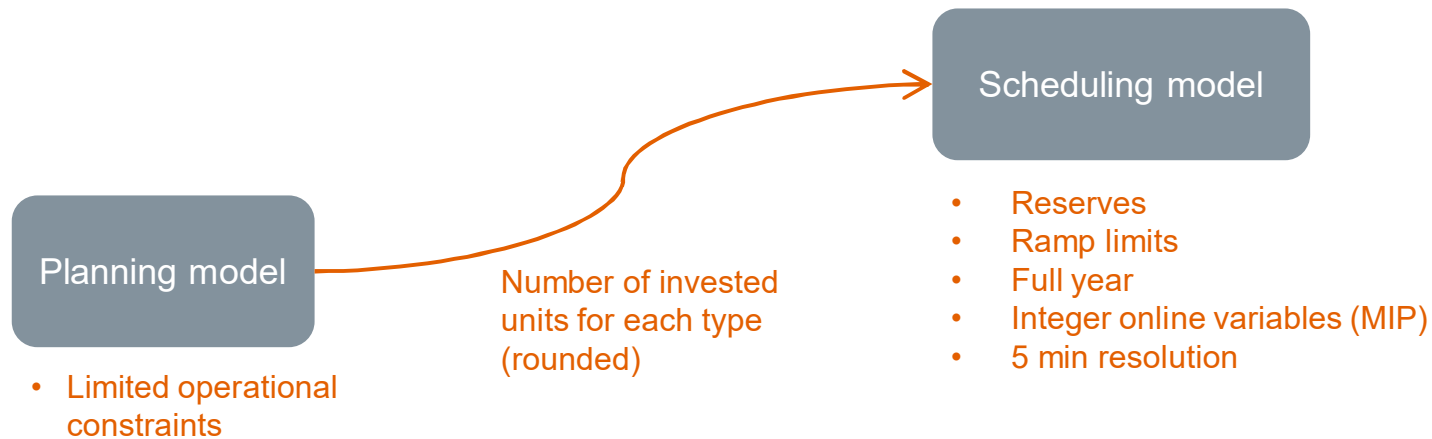 Planning model
• Limited operational
constraints
Number of invested
units for each type
(rounded)
Scheduling model
• Reserves
• Ramp limits
• Full year
• Integer online variables (MIP)
• 5 min resolution